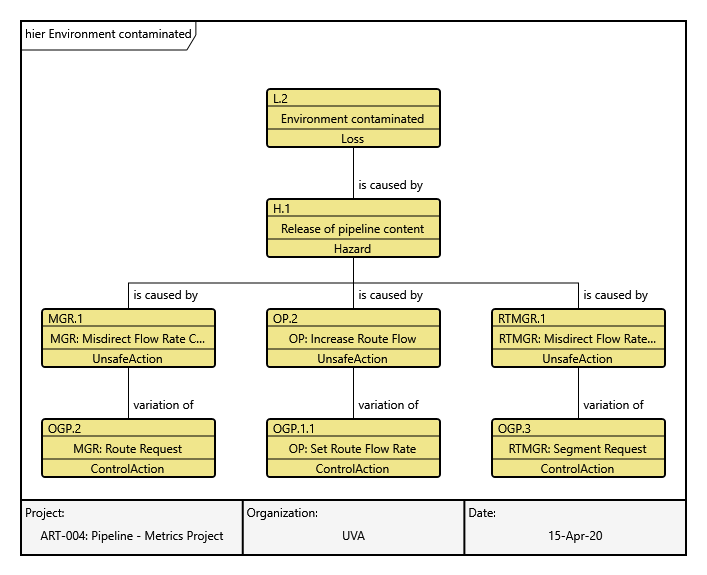 hier Environment contaminated
L.2
Environment contaminated
Loss
is caused by
H.1
Release of pipeline content
Hazard
is caused by
is caused by
is caused by
MGR.1
MGR: Misdirect Flow Rate C...
UnsafeAction
OP.2
OP: Increase Route Flow
UnsafeAction
RTMGR.1
RTMGR: Misdirect Flow Rate...
UnsafeAction
variation of
variation of
variation of
OGP.2
MGR: Route Request
ControlAction
OGP.1.1
OP: Set Route Flow Rate
ControlAction
OGP.3
RTMGR: Segment Request
ControlAction
Project:
ART-004: Pipeline - Metrics Project
Organization:
UVA
Date:
15-Apr-20